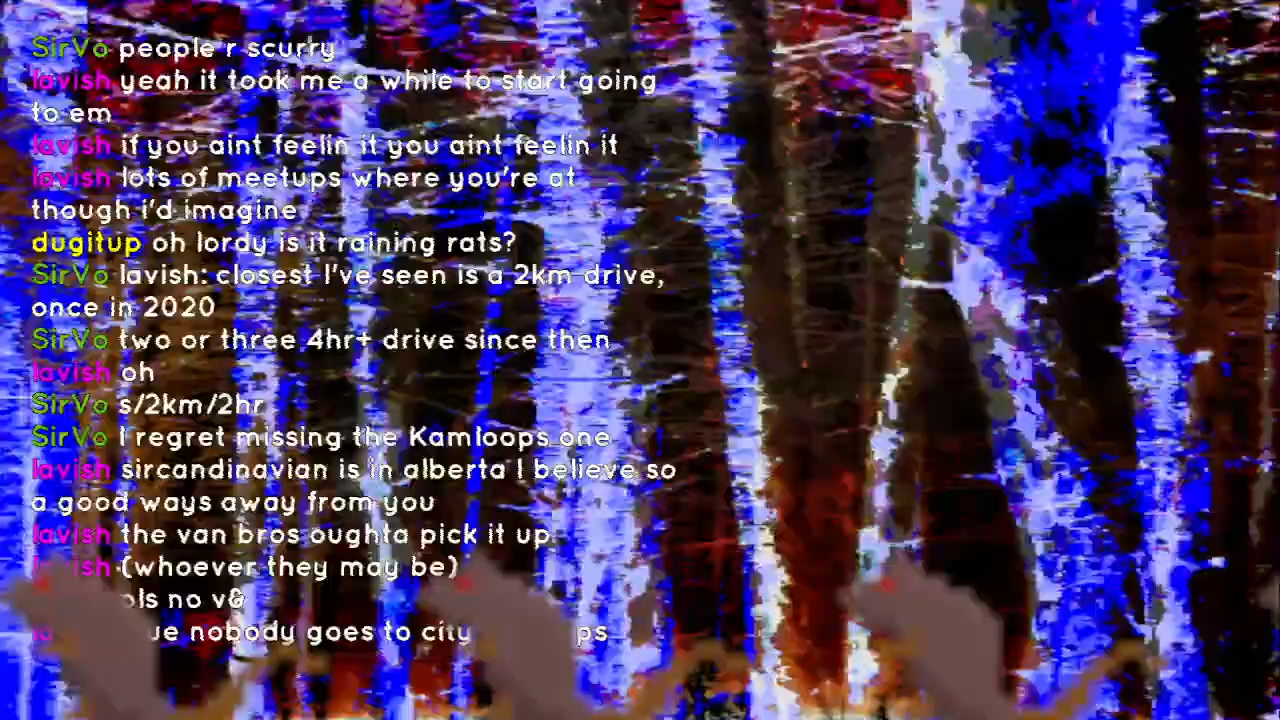 SirVo people r scurry
lavish yeah it took me a while to start going
to em
lavish if you aint feelin it you aint feelin it
lavish lots of meetups where you're at
though i'd imagine
dugitup oh lordy is it raining rats?
SirVo lavish: closest I've seen is a 2km drive,
once in 2020
SirVo two or three 4hr+ drive since then
lavish oh
SirVo s/2km/2hr
SirVo I regret missing the Kamloops one
lavish sircandinavian is in alberta I believe so
a good ways away from you
lavish the van bros oughta pick it up
lavish (whoever they may be)
no v&
nobody goes to city